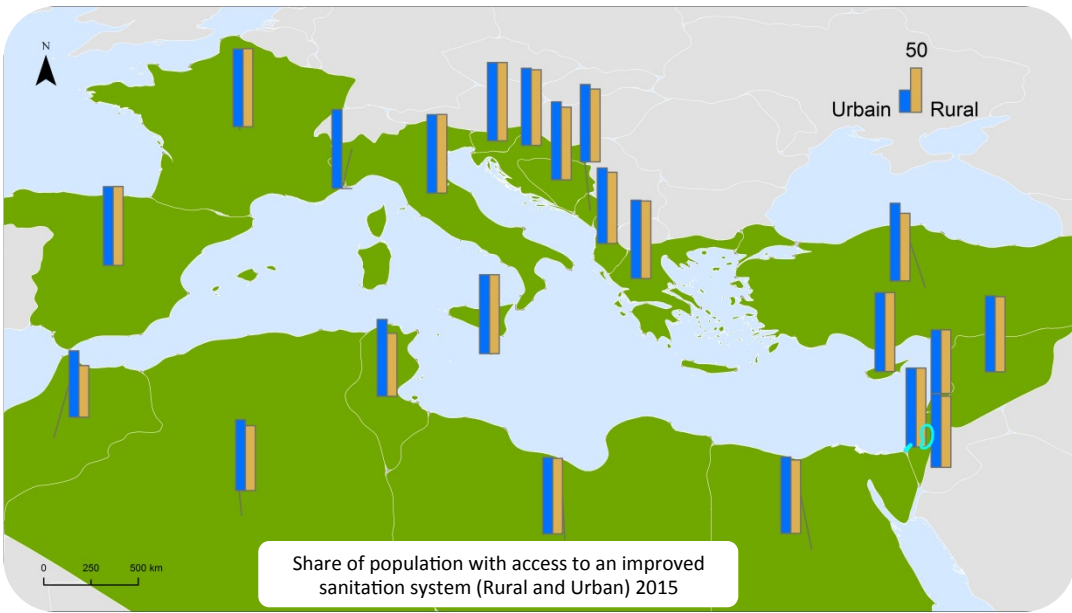 N
50
Urbain Rural
0 250 500 km
Share of population with access to an improved
sanitation system (Rural and Urban) 2015